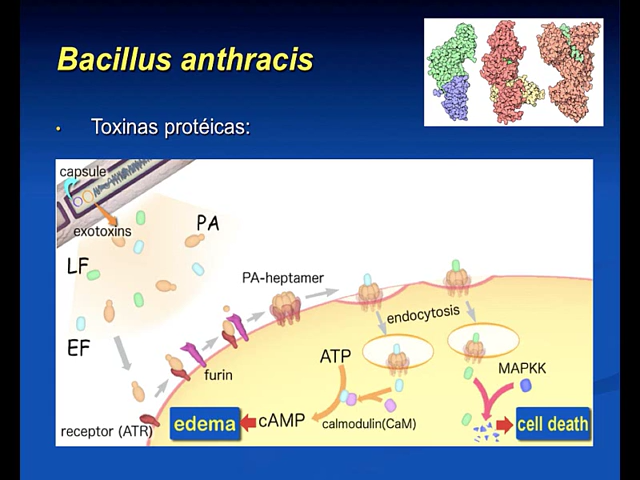 Bacillus anthracis
• Toxinas protéicas:
capsule
exotoxins
PA
LF
EF
PA-heptamer
endocytosis
furin
ATP
MAPKK
receptor (ATR)
edema
cAMP
calmodulin(CaM)
cell death